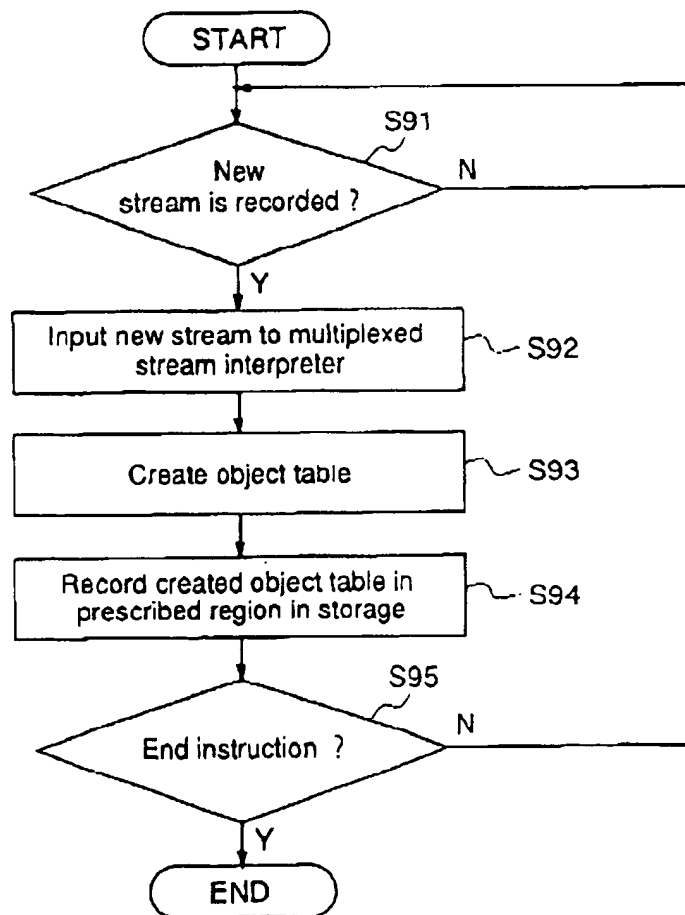 START
S91
New
stream is recorded ?
N
Y
Input new stream to multiplexed
stream interpreter
S92
Create object table
S93
Record created object table in
prescribed region in storage
S94
S95
End instruction ?
N
Y
END